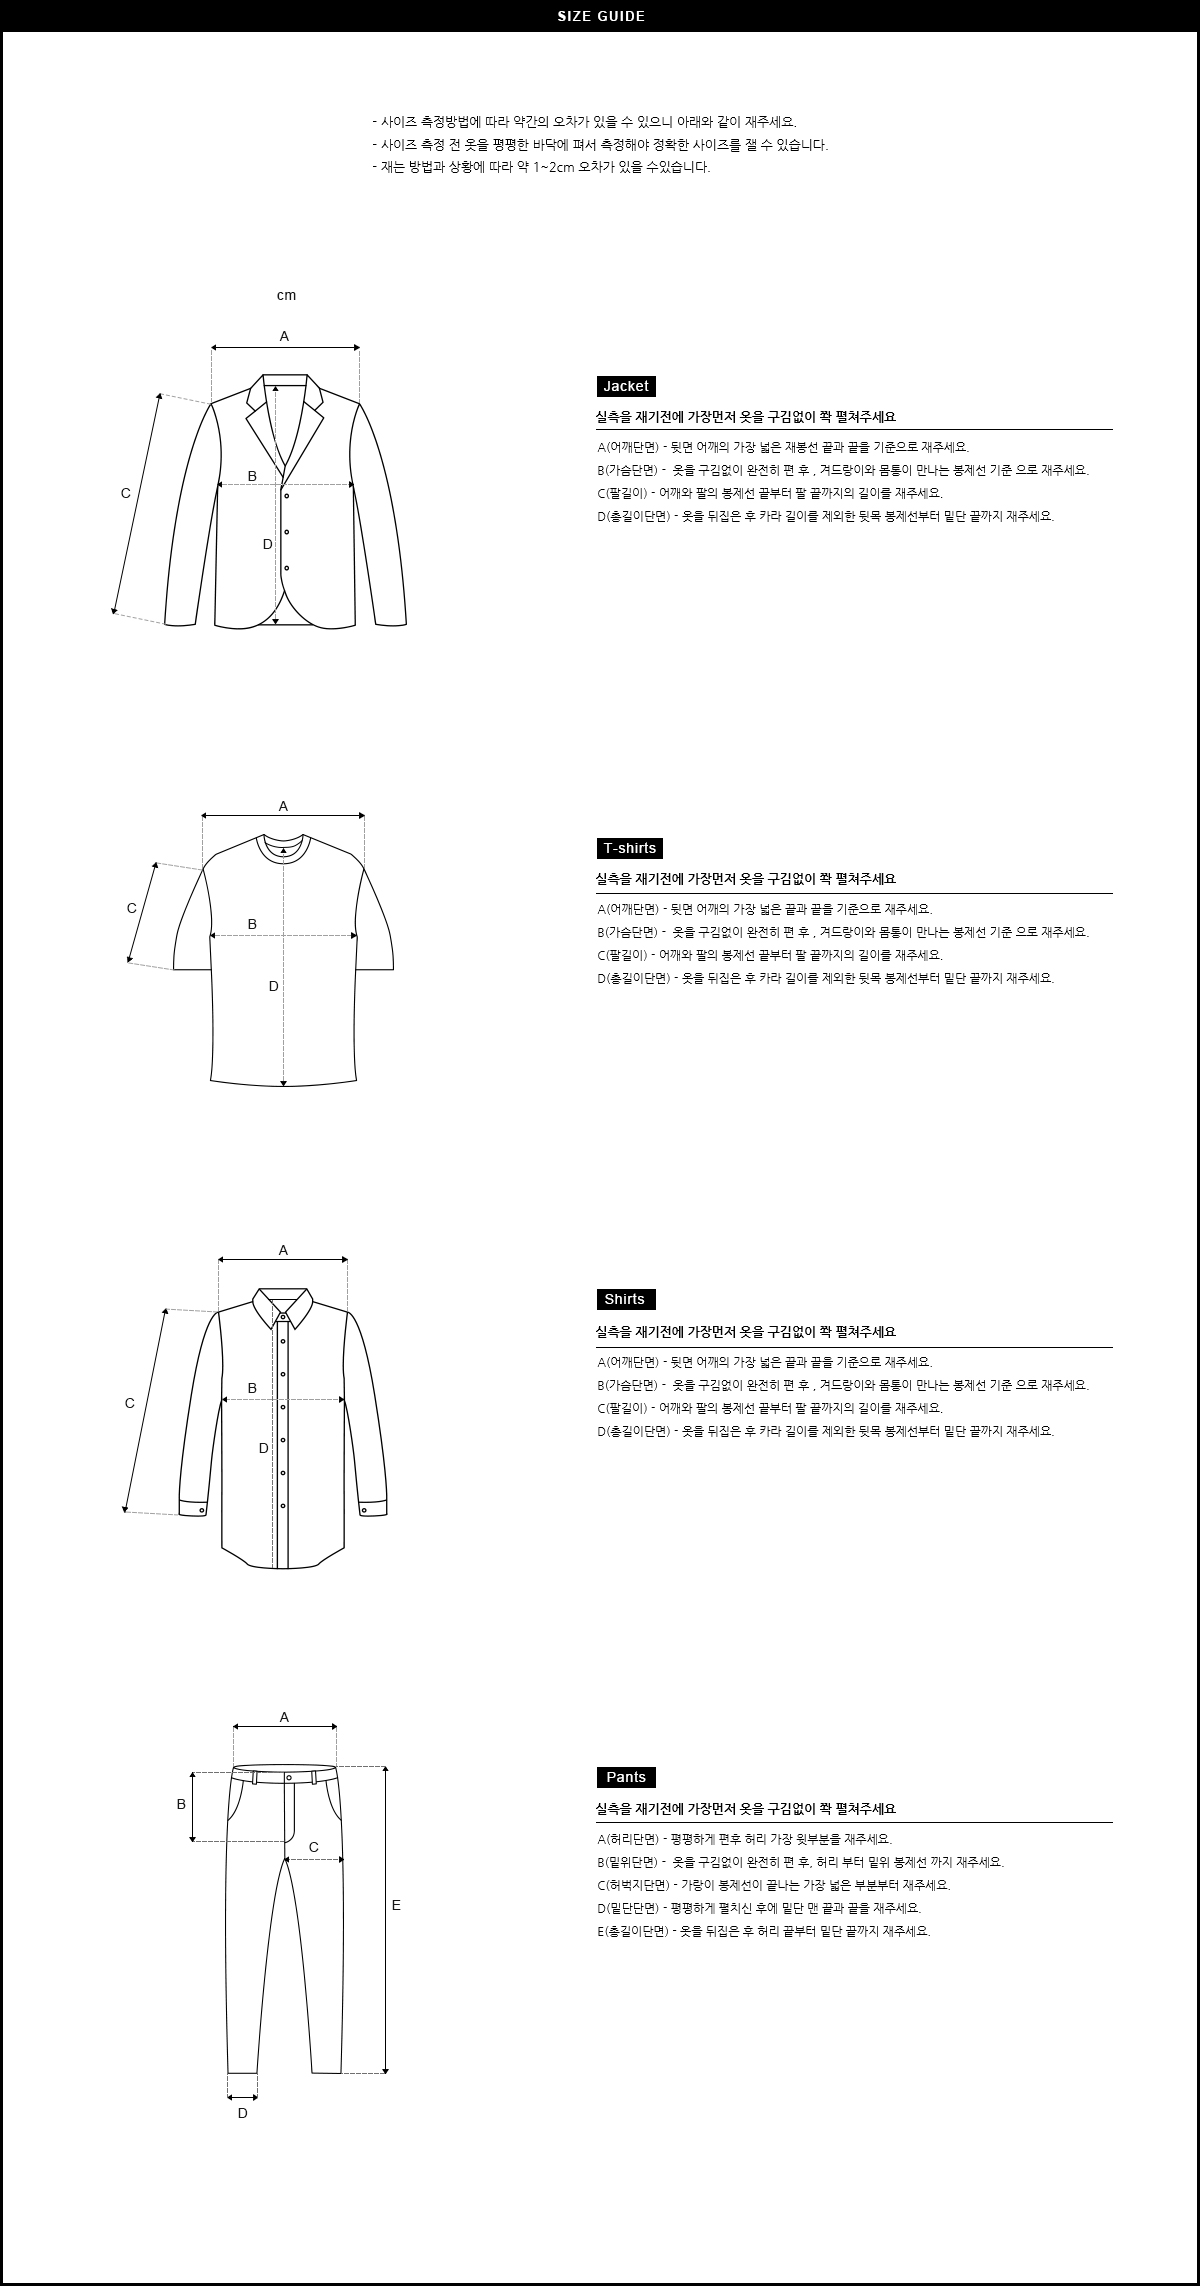 SIZE GUIDE
- 사이즈 측정방법에 따라 약간의 오차가 있을 수 있으니 아래와 같이 재주세요.
- 사이즈 측정 전 옷을 평평한 바닥에 펴서 측정해야 정확한 사이즈를 잴 수 있습니다.
- 재는 방법과 상황에 따라 약 1~2cm 오차가 있을 수있습니다.
cm
A
B
C
D
Jacket
실측을 재기전에 가장먼저 옷을 구김없이 쫙 펼쳐주세요
A(어깨단면) - 뒷면 어깨의 가장 넓은 재봉선 끝과 끝을 기준으로 재주세요.
B(가슴단면) - 옷을 구김없이 완전히 편 후 , 겨드랑이와 몸통이 만나는 봉제선 기준 으로 재주세요.
C(팔길이) - 어깨와 팔의 봉제선 끝부터 팔 끝까지의 길이를 재주세요.
D(총길이단면) - 옷을 뒤집은 후 카라 길이를 제외한 뒷목 봉제선부터 밑단 끝까지 재주세요.
A
B
C
D
T-shirts
실측을 재기전에 가장먼저 옷을 구김없이 쫙 펼쳐주세요
A(어깨단면) - 뒷면 어깨의 가장 넓은 끝과 끝을 기준으로 재주세요.
B(가슴단면) - 옷을 구김없이 완전히 편 후 , 겨드랑이와 몸통이 만나는 봉제선 기준 으로 재주세요.
C(팔길이) - 어깨와 팔의 봉제선 끝부터 팔 끝까지의 길이를 재주세요.
D(총길이단면) - 옷을 뒤집은 후 카라 길이를 제외한 뒷목 봉제선부터 밑단 끝까지 재주세요.
A
B
C
D
Shirts
실측을 재기전에 가장먼저 옷을 구김없이 쫙 펼쳐주세요
A(어깨단면) - 뒷면 어깨의 가장 넓은 끝과 끝을 기준으로 재주세요.
B(가슴단면) - 옷을 구김없이 완전히 편 후 , 겨드랑이와 몸통이 만나는 봉제선 기준 으로 재주세요.
C(팔길이) - 어깨와 팔의 봉제선 끝부터 팔 끝까지의 길이를 재주세요.
D(총길이단면) - 옷을 뒤집은 후 카라 길이를 제외한 뒷목 봉제선부터 밑단 끝까지 재주세요.
A
B
C
E
D
Pants
실측을 재기전에 가장먼저 옷을 구김없이 쫙 펼쳐주세요
A(허리단면) - 평평하게 편후 허리 가장 윗부분을 재주세요.
B(밑위단면) - 옷을 구김없이 완전히 편 후, 허리 부터 밑위 봉제선 까지 재주세요.
C(허벅지단면) - 가랑이 봉제선이 끝나는 가장 넓은 부분부터 재주세요.
D(밑단단면) - 평평하게 펼치신 후에 밑단 맨 끝과 끝을 재주세요.
E(총길이단면) - 옷을 뒤집은 후 허리 끝부터 밑단 끝까지 재주세요.